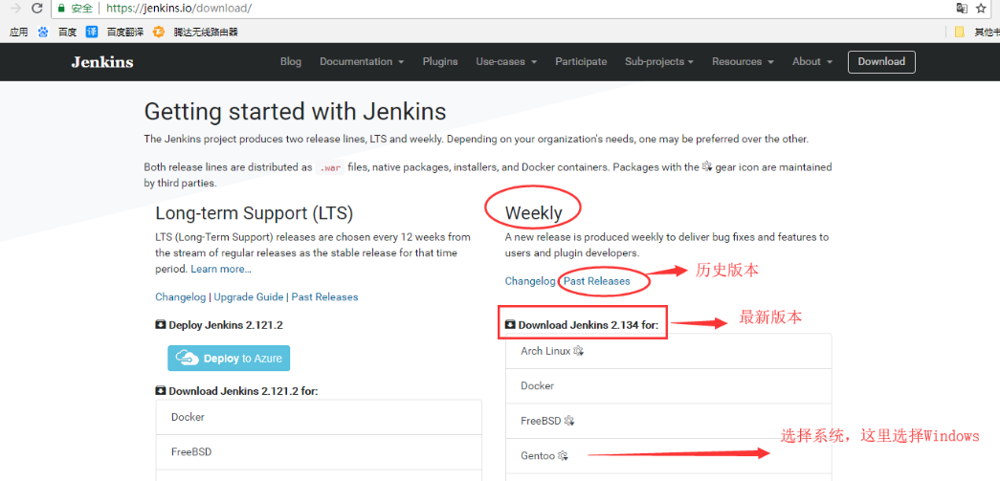 安全 | https://jenkins.io/download/
应用 百度 百度翻译 腾达无线路由器 其他书
Jenkins Blog Documentation Plugins Use-cases Participate Sub-projects Resources About Download
Getting started with Jenkins
The Jenkins project produces two release lines, LTS and weekly. Depending on your organization's needs, one may be preferred over the other.
Both release lines are distributed as .war files, native packages, installers, and Docker containers. Packages with the gear icon are maintained
by third parties.
Long-term Support (LTS)
LTS (Long-Term Support) releases are chosen every 12 weeks from
the stream of regular releases as the stable release for that time
period. Learn more...
Changelog | Upgrade Guide | Past Releases
Deploy Jenkins 2.121.2
Deploy to Azure
Download Jenkins 2.121.2 for:
Docker
FreeBSD
Weekly
A new release is produced weekly to deliver bug fixes and features to
users and plugin developers.
Changelog Past Releases
历史版本
Download Jenkins 2.134 for:
最新版本
Arch Linux
Docker
FreeBSD
Gentoo
选择系统，这里选择Windows